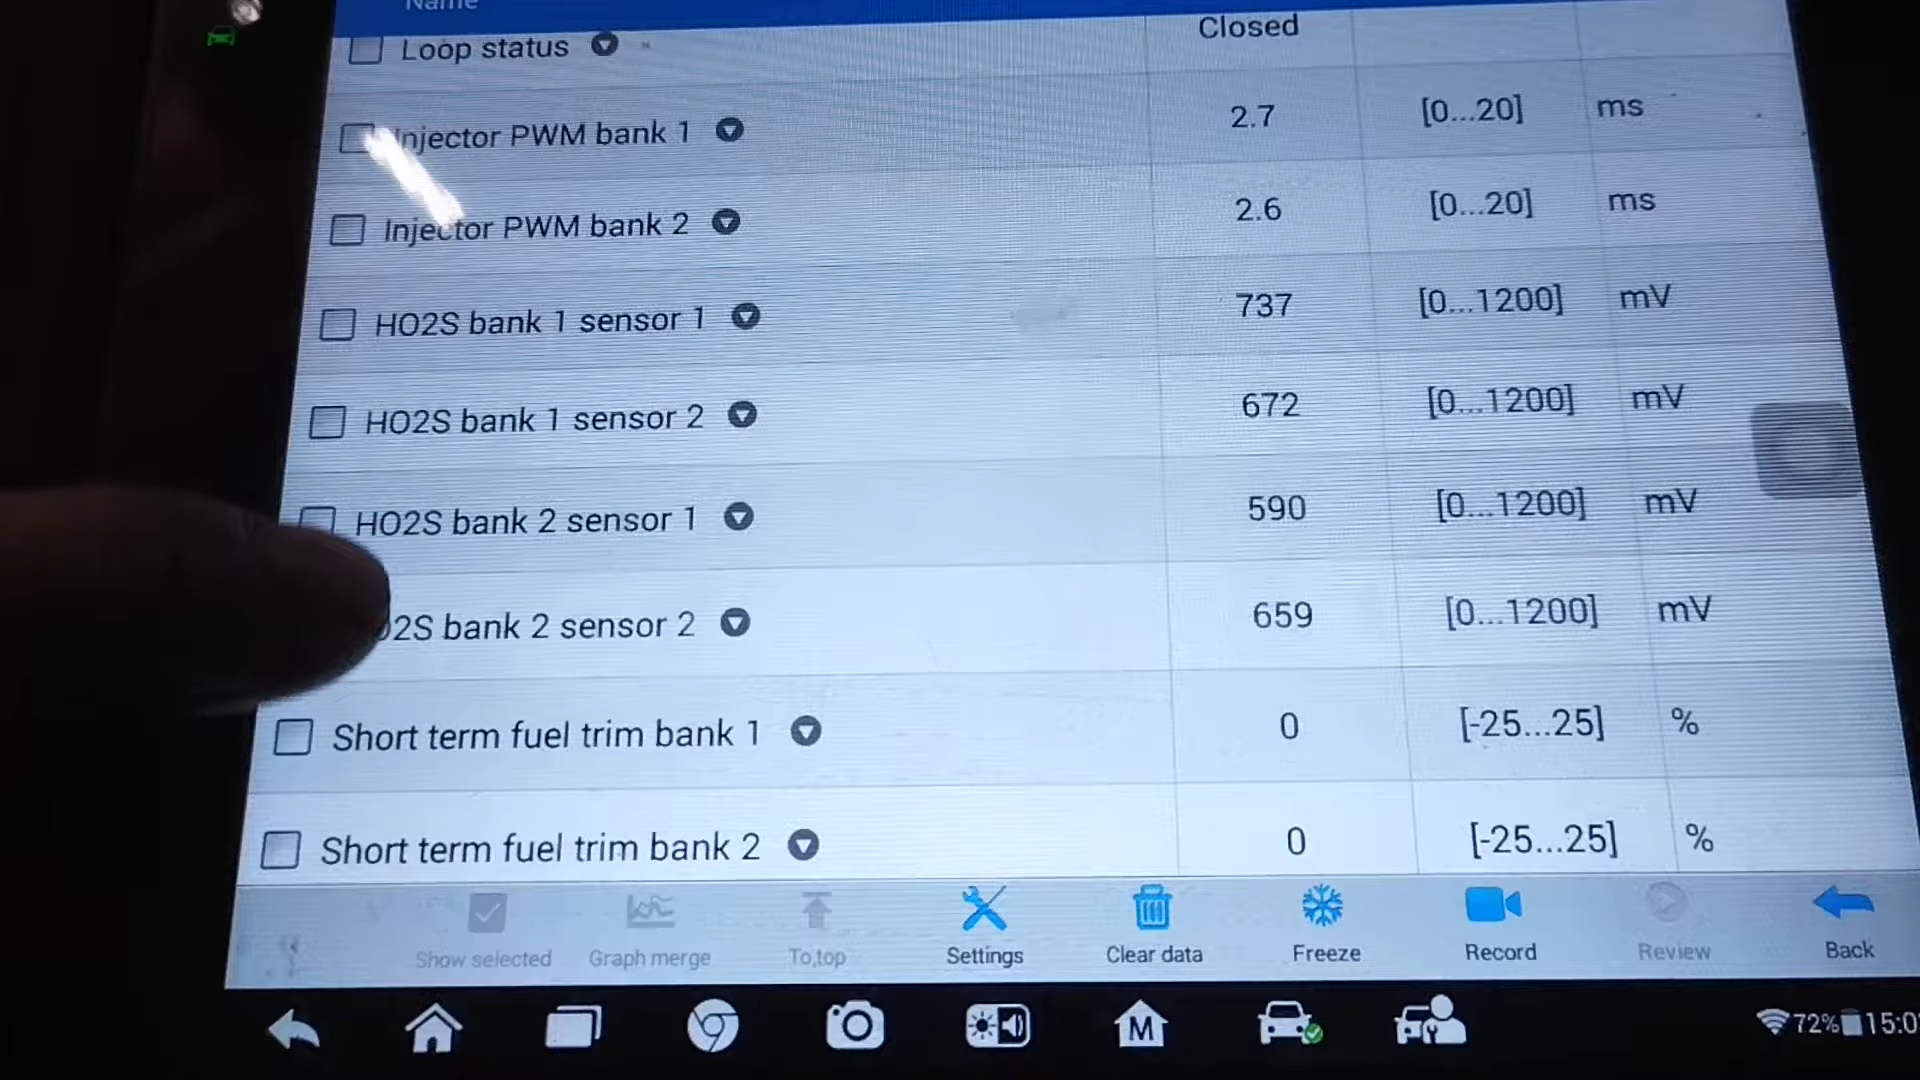 Name
Loop status Closed
Injector PWM bank 1 2.7 [0...20] ms
Injector PWM bank 2 2.6 [0...20] ms
HO2S bank 1 sensor 1 737 [0...1200] mV
HO2S bank 1 sensor 2 672 [0...1200] mV
HO2S bank 2 sensor 1 590 [0...1200] mV
O2S bank 2 sensor 2 659 [0...1200] mV
Short term fuel trim bank 1 0 [-25...25] %
Short term fuel trim bank 2 0 [-25...25] %
Show selected Graph merge To top Settings Clear data Freeze Record Review Back
M 72% 15:0